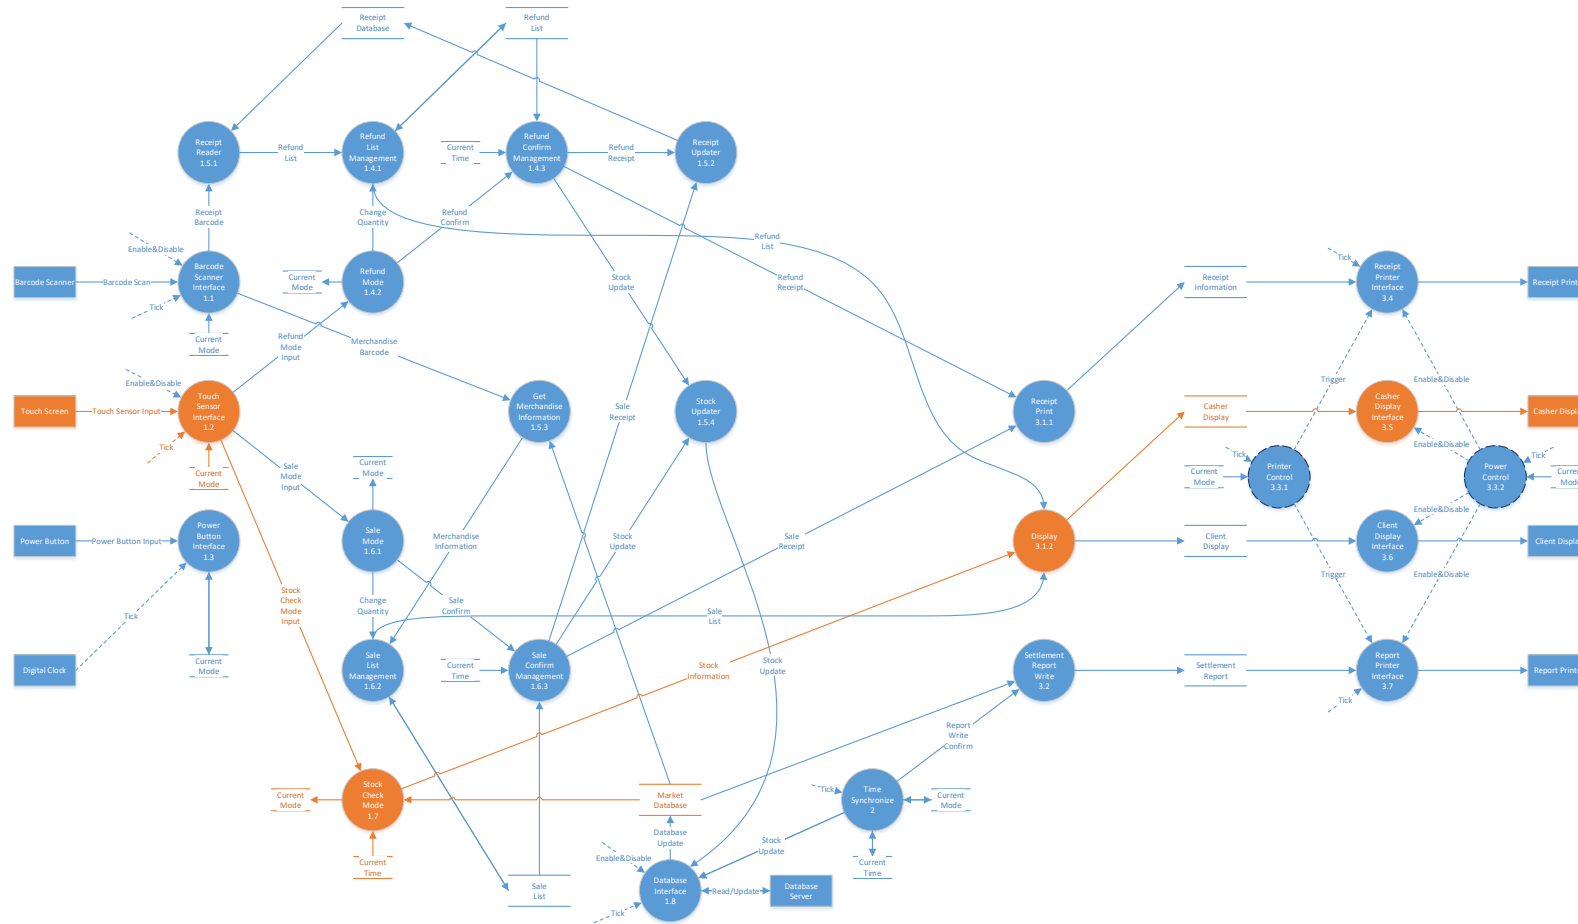 Receipt
Database
Refund
List
Receipt
Reader
1.5.1
Refund
List
Refund
List
Management
1.4.1
Current
Time
Refund
Confirm
Management
1.4.3
Refund
Receipt
Receipt
Updater
1.5.2
Receipt
Barcode
Change
Quantity
Refund
Confirm
Refund
List
Enable&Disable
Barcode Scanner
Barcode Scan
Barcode
Scanner
Interface
1.1
Tick
Current
Mode
Current
Mode
Refund
Mode
1.4.2
Stock
Update
Refund
Receipt
Receipt
Information
Tick
Receipt
Printer
Interface
3.4
Receipt Print
Refund
Mode
Input
Merchandise
Barcode
Enable&Disable
Touch Screen
Touch Sensor Input
Touch
Sensor
Interface
1.2
Tick
Current
Mode
Get
Merchandise
Information
1.5.3
Sale
Receipt
Stock
Updater
1.5.4
Receipt
Print
3.1.1
Trigger
Enable&Disable
Casher
Display
Casher
Display
Interface
3.5
Casher Display
Enable&Disable
Sale
Mode
Input
Current
Mode
Current
Mode
Tick
Printer
Control
3.3.1
Power
Control
3.3.2
Tick
Curre
Mode
Enable&Disable
Power Button
Power Button Input
Power
Button
Interface
1.3
Sale
Mode
1.6.1
Merchandise
Information
Stock
Update
Sale
Receipt
Display
3.1.2
Client
Display
Client
Display
Interface
3.6
Client Display
Trigger
Enable&Disable
Tick
Stock
Check
Mode
Input
Change
Quantity
Sale
Confirm
Sale
List
Digital Clock
Current
Mode
Sale
List
Management
1.6.2
Current
Time
Sale
Confirm
Management
1.6.3
Stock
Information
Stock
Update
Settlement
Report
Write
3.2
Settlement
Report
Report
Printer
Interface
3.7
Tick
Report Printe
Report
Write
Confirm
Current
Mode
Stock
Check
Mode
1.7
Current
Time
Market
Database
Tick
Time
Synchronize
2
Current
Mode
Current
Time
Database
Update
Stock
Update
Enable&Disable
Sale
List
Database
Interface
1.8
Tick
Read/Update
Database
Server